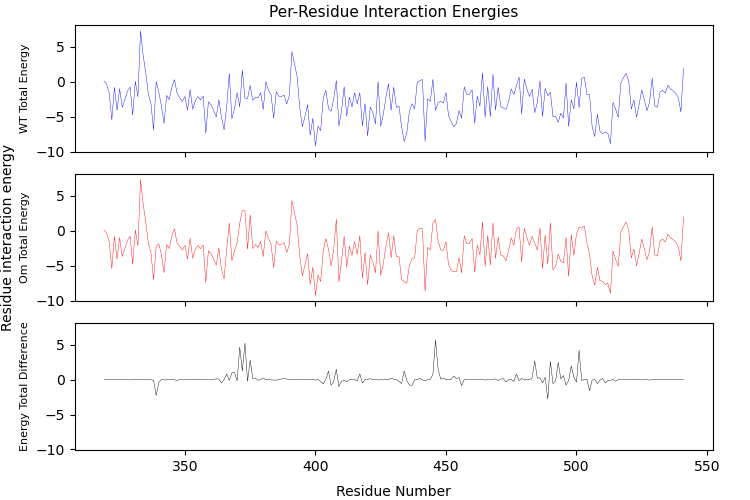 Per-Residue Interaction Energies
Residue interaction energy
WT Total Energy
5
0
−5
−10
Om Total Energy
5
0
−5
−10
Energy Total Difference
5
0
−5
−10
350 400 450 500 550
Residue Number